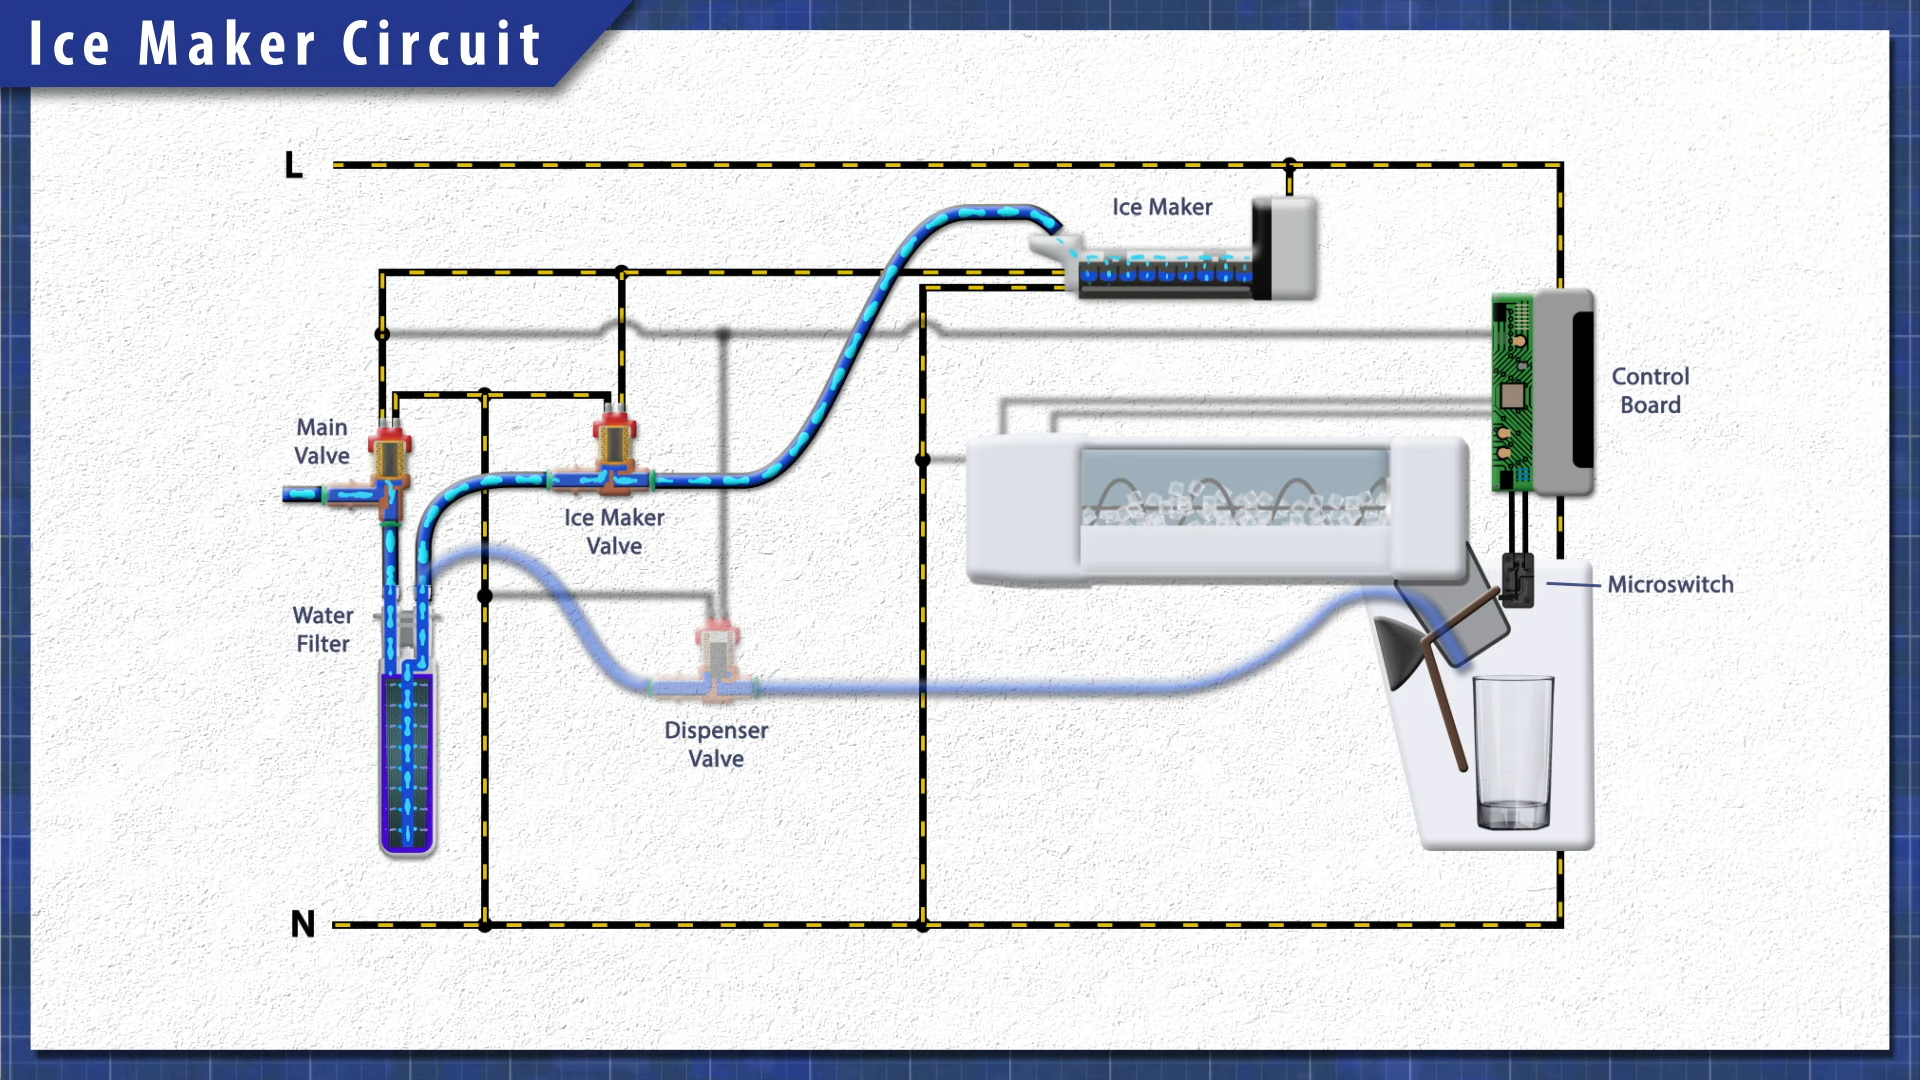 Ice Maker Circuit
L
Ice Maker
Control
Board
Main
Valve
Ice Maker
Valve
Microswitch
Water
Filter
Dispenser
Valve
N